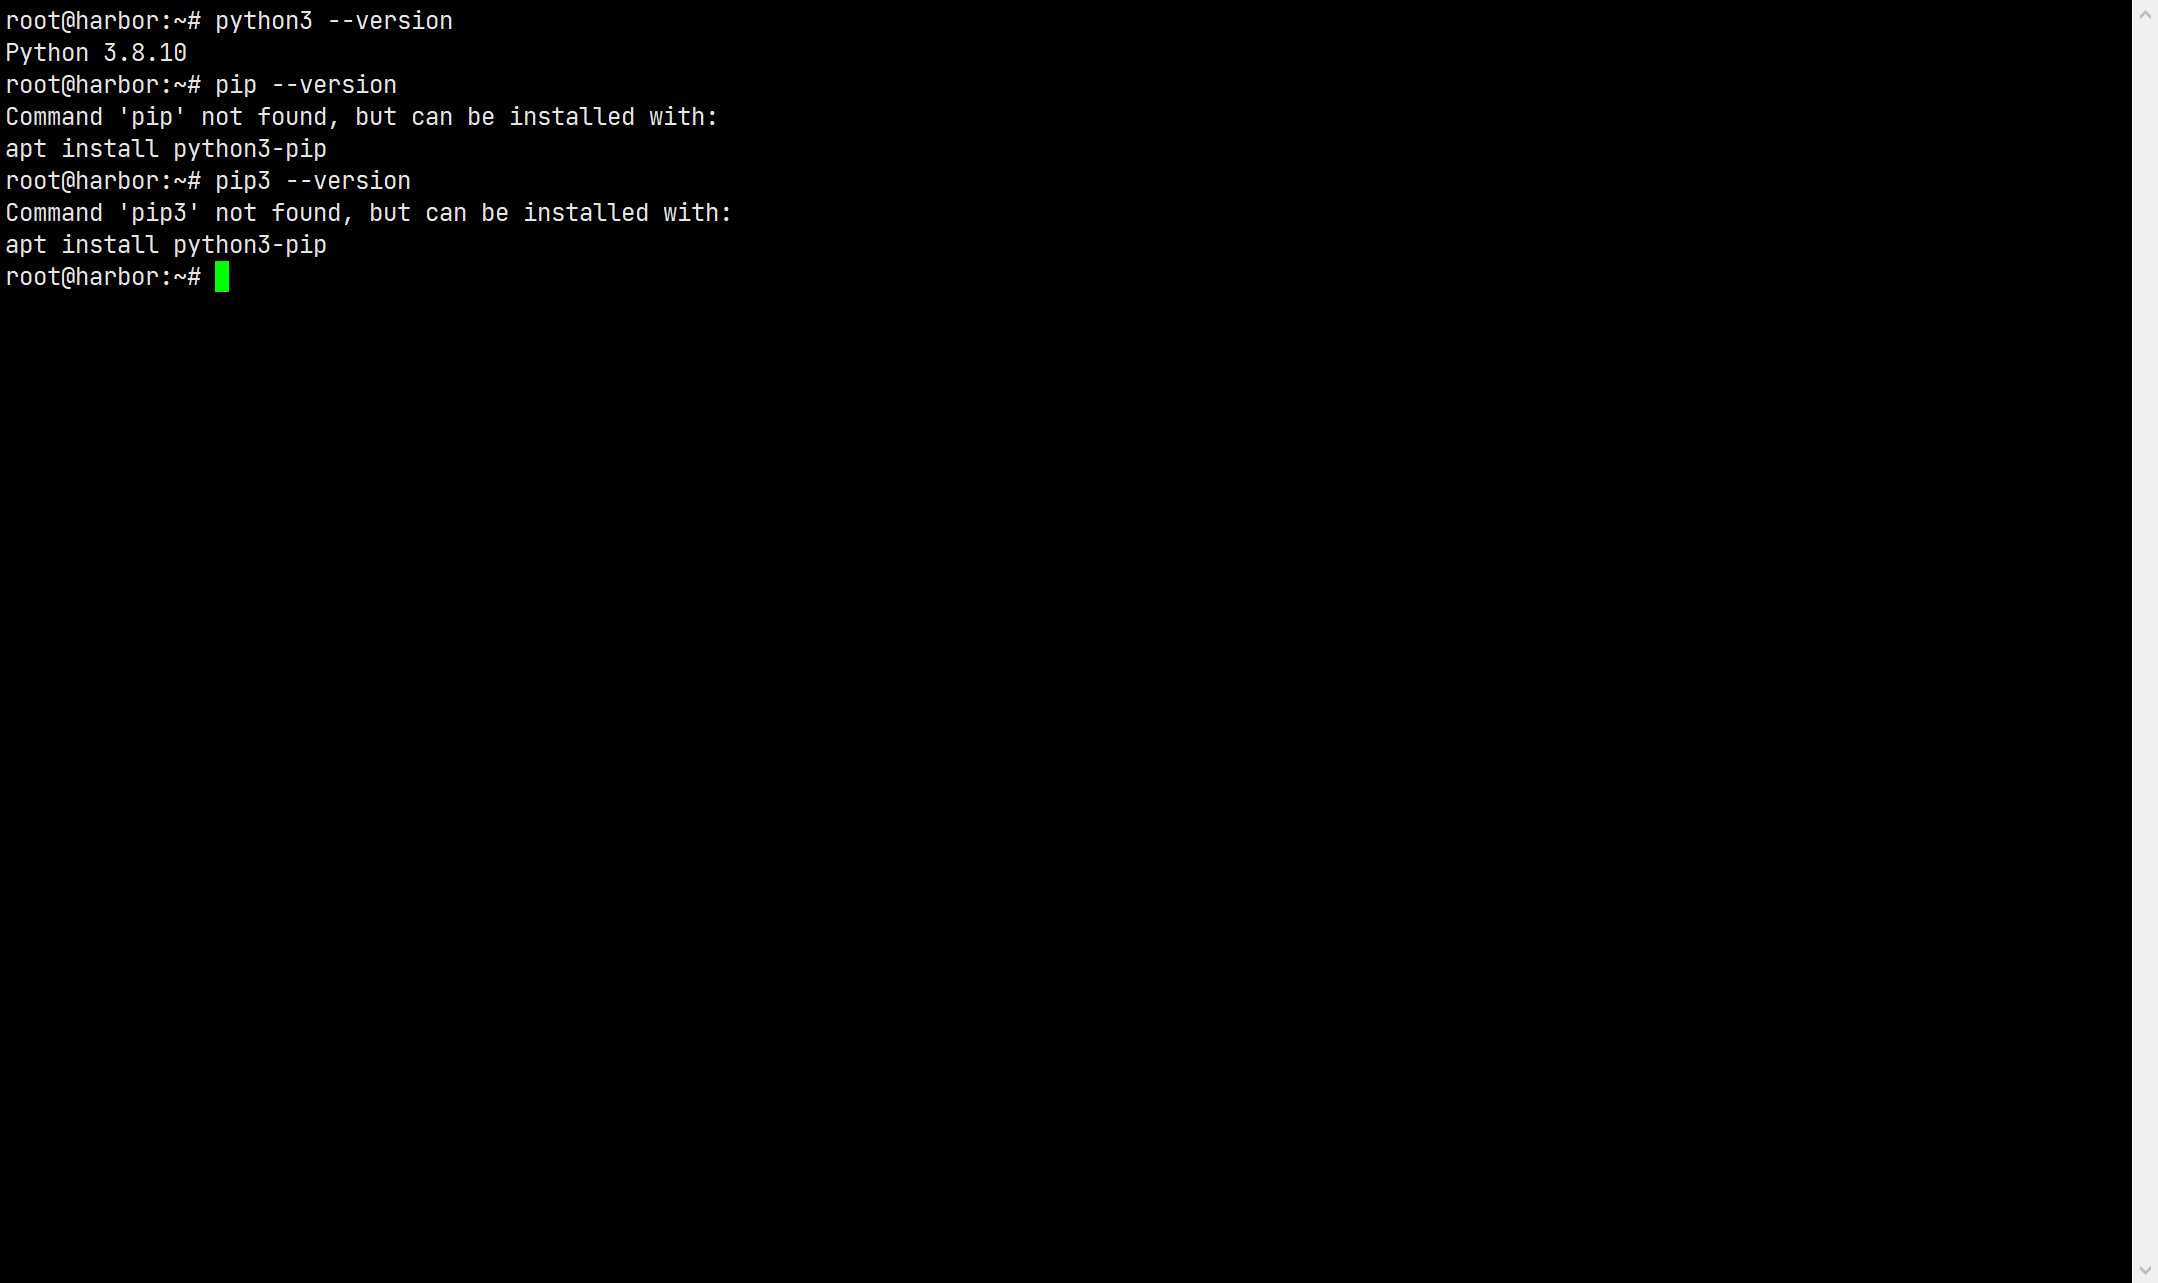 root@harbor:~# python3 --version
Python 3.8.10
root@harbor:~# pip --version
Command 'pip' not found, but can be installed with:
apt install python3-pip
root@harbor:~# pip3 --version
Command 'pip3' not found, but can be installed with:
apt install python3-pip
root@harbor:~#